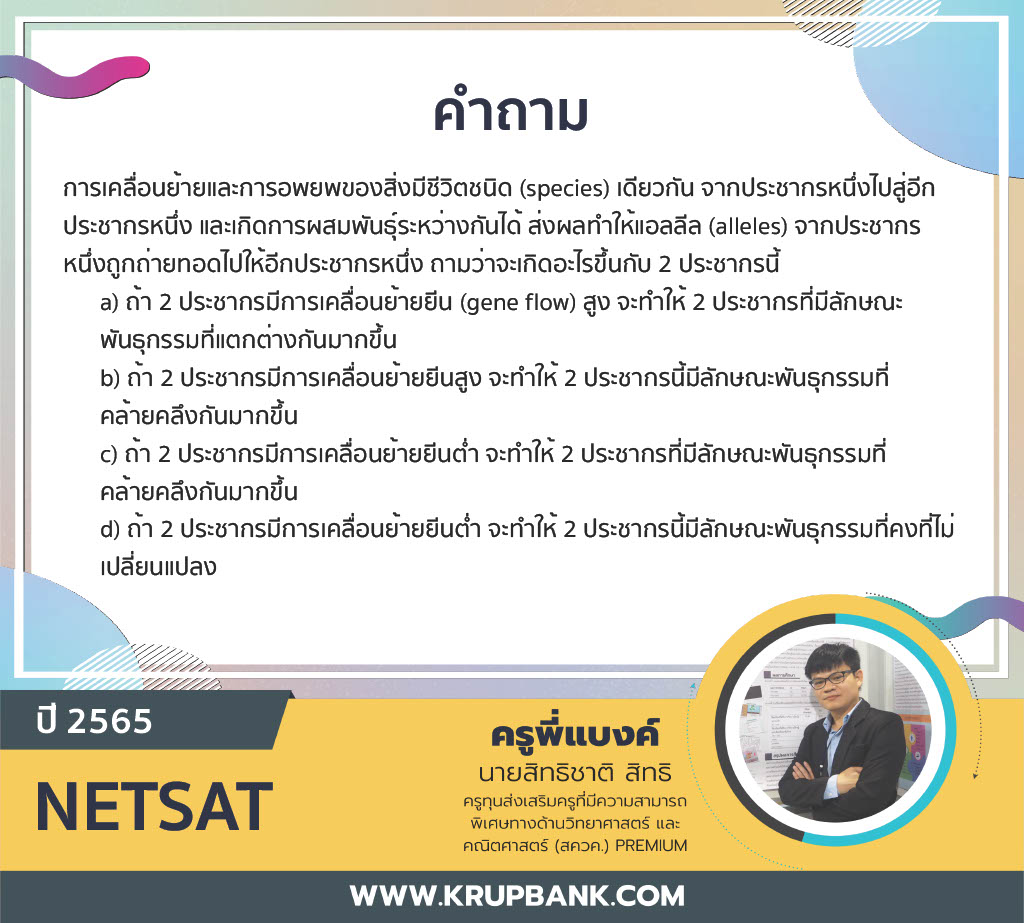 คำถาม
การเคลื่อนย้ายและการอพยพของสิ่งมีชีวิตชนิด (species) เดียวกัน จากประชากรหนึ่งไปสู่อีก
ประชากรหนึ่ง และเกิดการผสมพันธุ์ระหว่างกันได้ ส่งผลทำให้แอลลีล (alleles) จากประชากร
หนึ่งถูกถ่ายทอดไปให้อีกประชากรหนึ่ง ถามว่าจะเกิดอะไรขึ้นกับ 2 ประชากรนี้
a) ถ้า 2 ประชากรมีการเคลื่อนย้ายยีน (gene flow) สูง จะทำให้ 2 ประชากรที่มีลักษณะ
พันธุกรรมที่แตกต่างกันมากขึ้น
b) ถ้า 2 ประชากรมีการเคลื่อนย้ายยีนสูง จะทำให้ 2 ประชากรนี้มีลักษณะพันธุกรรมที่
คล้ายคลึงกันมากขึ้น
c) ถ้า 2 ประชากรมีการเคลื่อนย้ายยีนต่ำ จะทำให้ 2 ประชากรที่มีลักษณะพันธุกรรมที่
คล้ายคลึงกันมากขึ้น
d) ถ้า 2 ประชากรมีการเคลื่อนย้ายยีนต่ำ จะทำให้ 2 ประชากรนี้มีลักษณะพันธุกรรมที่คงที่ไม่
เปลี่ยนแปลง
ปี 2565
NETSAT
ครูพี่แบงค์
นายสิทธิชาติ สิทธิ
ครูทุนส่งเสริมครูที่มีความสามารถ
พิเศษทางด้านวิทยาศาสตร์ และ
คณิตศาสตร์ (สควค.) PREMIUM
WWW.KRUPBANK.COM